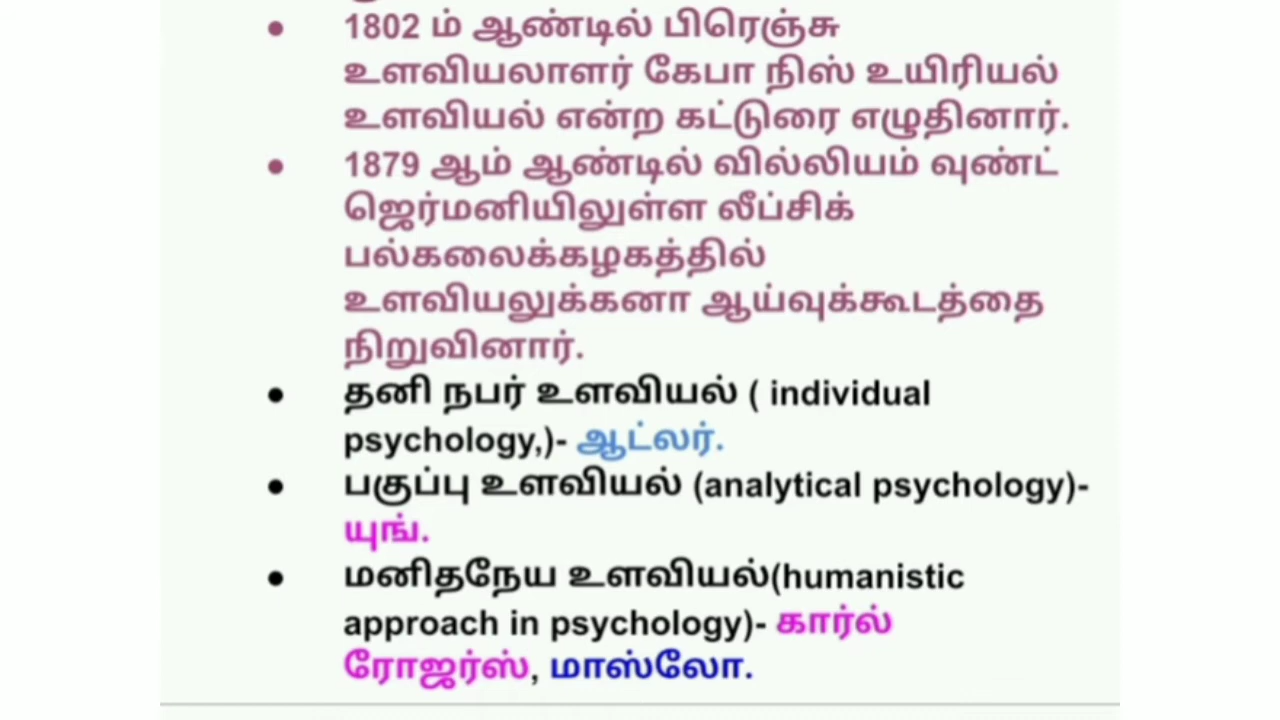 ● 1802 ம் ஆண்டில் பிரெஞ்சு
உளவியலாளர் கேபா நிஸ் உயிரியல்
உளவியல் என்ற கட்டுரை எழுதினார்.
● 1879 ஆம் ஆண்டில் வில்லியம் வுண்ட்
ஜெர்மனியிலுள்ள லீப்சிக்
பல்கலைக்கழகத்தில்
உளவியலுக்கனா ஆய்வுக்கூடத்தை
நிறுவினார்.
● தனி நபர் உளவியல் ( individual
psychology,)- ஆட்லர்.
● பகுப்பு உளவியல் (analytical psychology)-
யுங்.
● மனிதநேய உளவியல்(humanistic
approach in psychology)- கார்ல்
ரோஜர்ஸ், மாஸ்லோ.